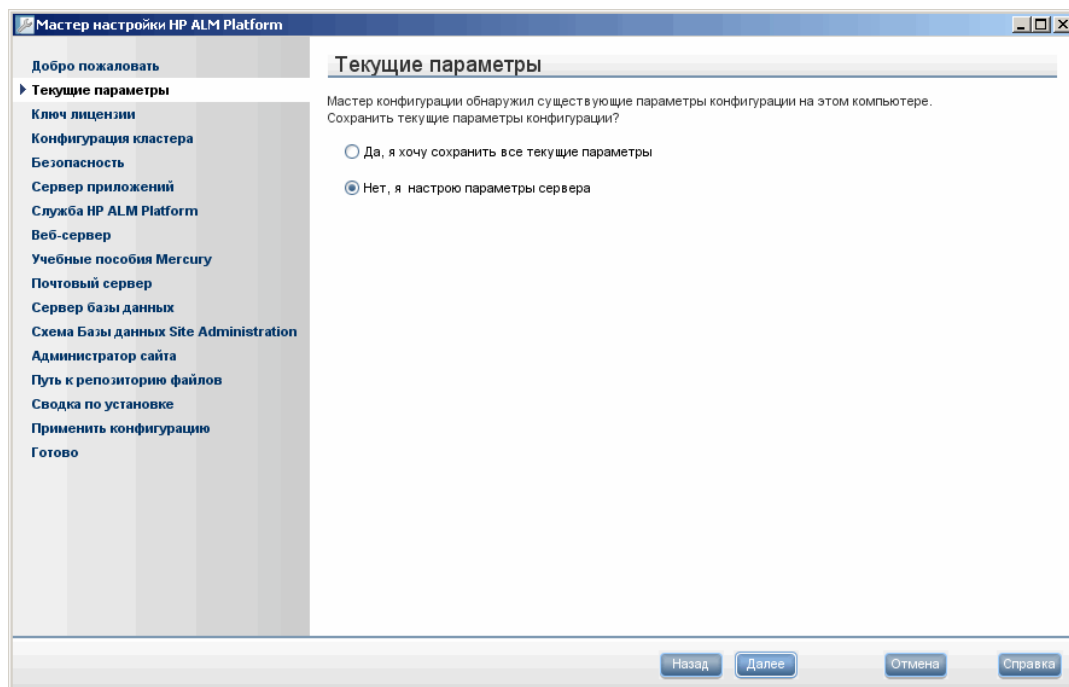 Мастер настройки HP ALM Platform
Добро пожаловать
Текущие параметры
Ключ лицензии
Конфигурация кластера
Безопасность
Сервер приложений
Служба HP ALM Platform
Веб-сервер
Учебные пособия Mercury
Почтовый сервер
Сервер базы данных
Схема Базы данных Site Administration
Администратор сайта
Путь к репозиторию файлов
Сводка по установке
Применить конфигурацию
Готово
Текущие параметры
Мастер конфигурации обнаружил существующие параметры конфигурации на этом компьютере.
Сохранить текущие параметры конфигурации?
Да, я хочу сохранить все текущие параметры
Нет, я настрою параметры сервера
Назад Далее Отмена Справка